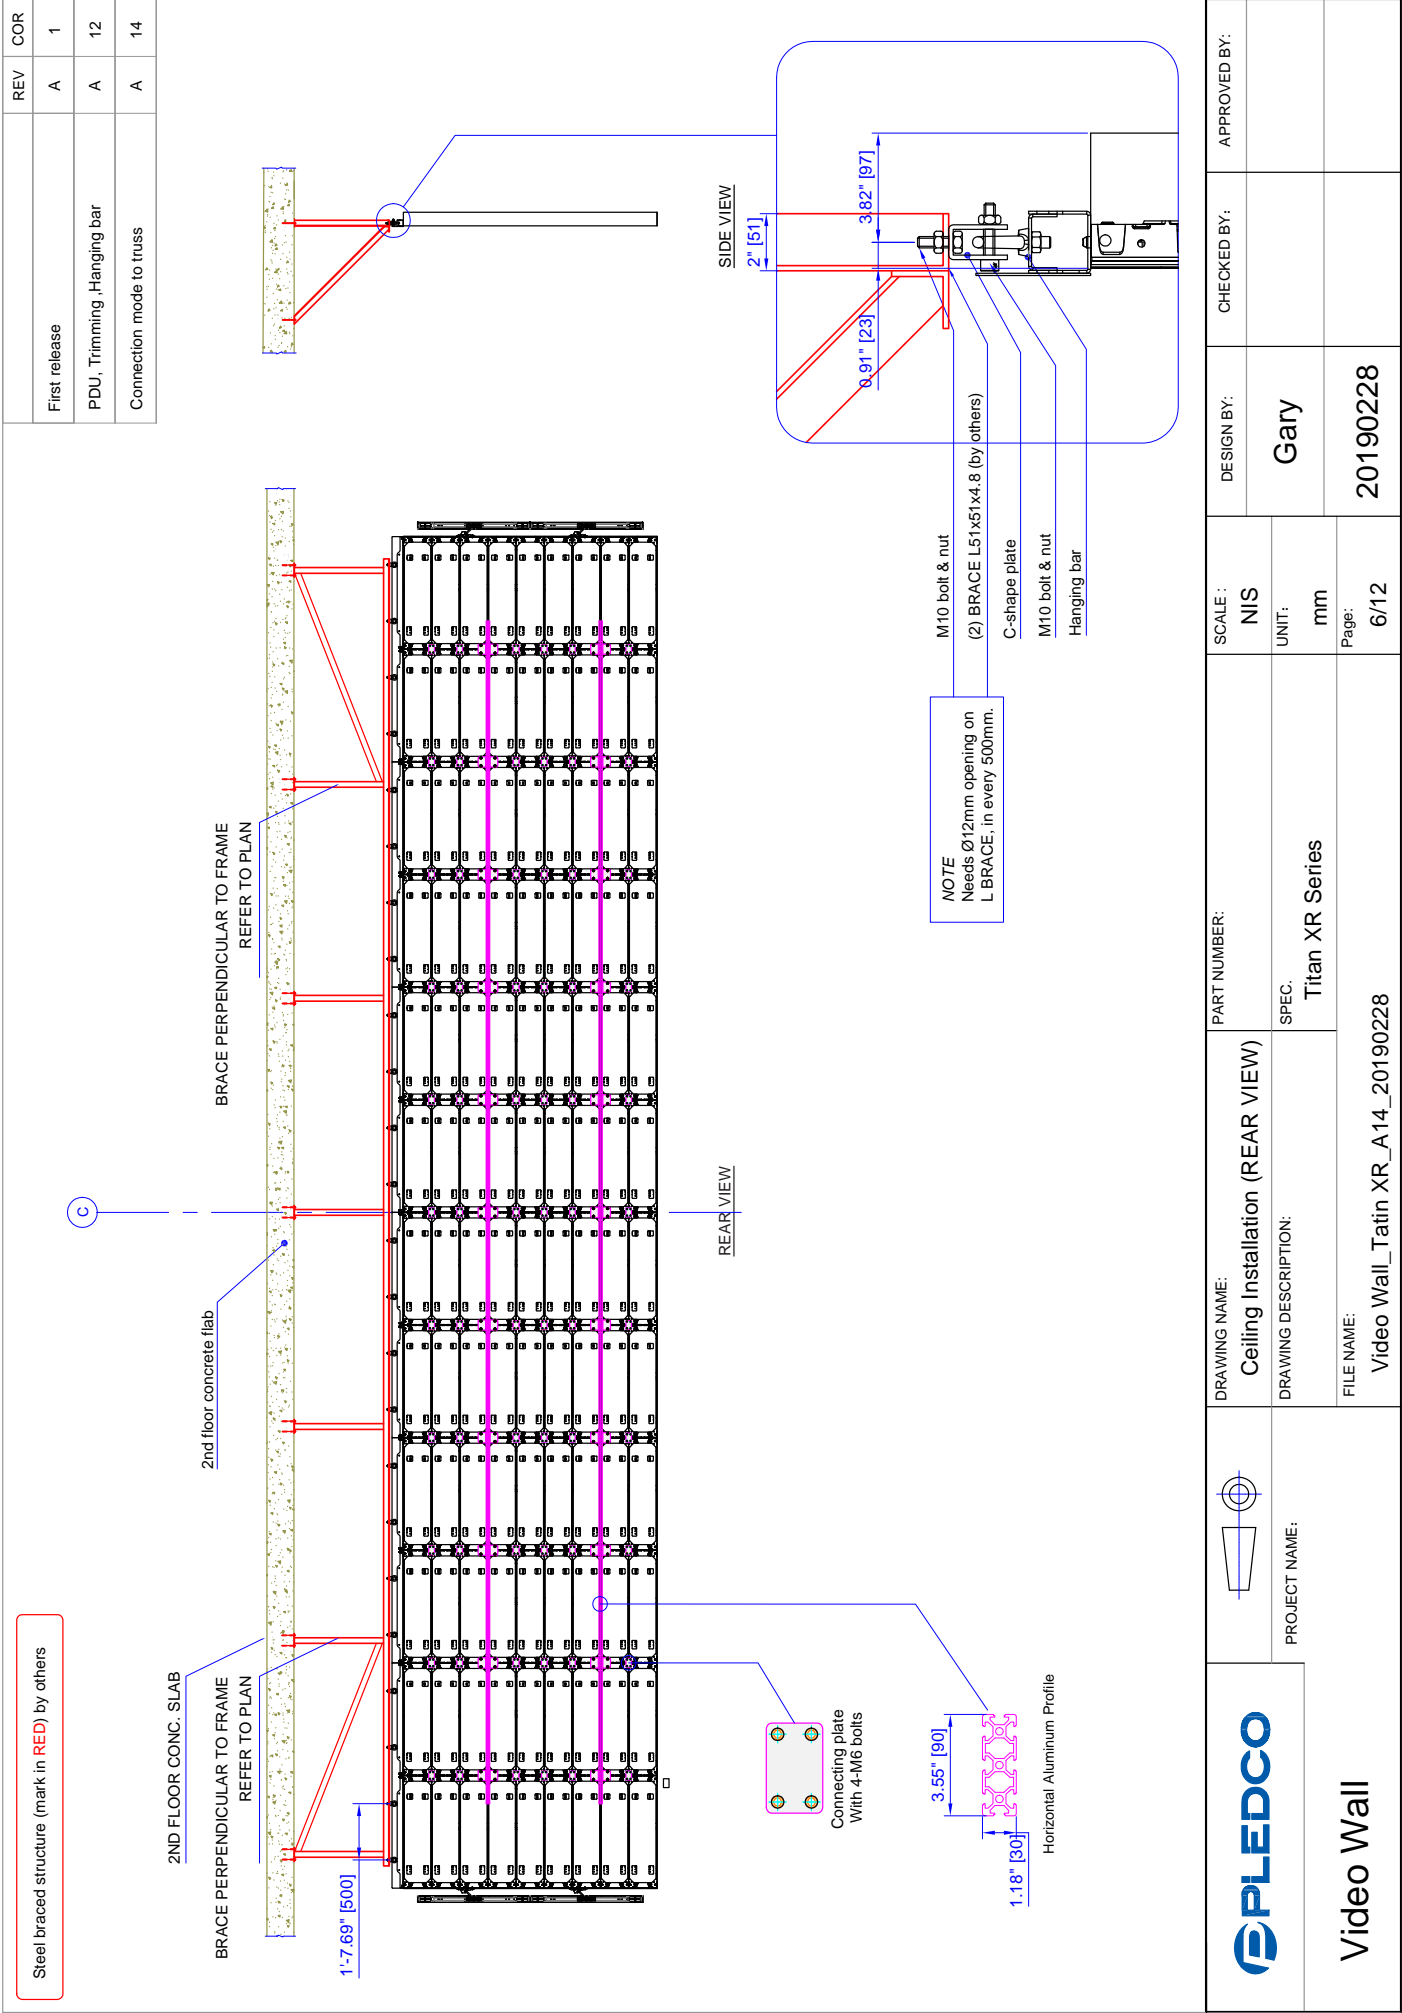 Steel braced structure (mark in RED) by others
REV COR
First release A 1
PDU, Trimming ,Hanging bar A 12
Connection mode to truss A 14
C
2nd floor concrete flab
2ND FLOOR CONC. SLAB
BRACE PERPENDICULAR TO FRAME
REFER TO PLAN
BRACE PERPENDICULAR TO FRAME
REFER TO PLAN
1'-7.69" [500]
REAR VIEW
SIDE VIEW
2" [51]
3.82" [97]
0.91" [23]
M10 bolt & nut
(2) BRACE L51x51x4.8 (by others)
C-shape plate
M10 bolt & nut
Hanging bar
NOTE
Needs Ø12mm opening on
L BRACE, in every 500mm.
Connecting plate
With 4-M6 bolts
3.55" [90]
1.18" [30]
Horizontal Aluminum Profile
PLEDCO
Video Wall
PROJECT NAME:
DRAWING NAME:
Ceiling Installation (REAR VIEW)
DRAWING DESCRIPTION:
FILE NAME:
Video Wall_Tatin XR_A14_20190228
PART NUMBER:
SPEC.
Titan XR Series
SCALE :
NIS
UNIT:
mm
Page:
6/12
DESIGN BY:
Gary
20190228
CHECKED BY:
APPROVED BY: